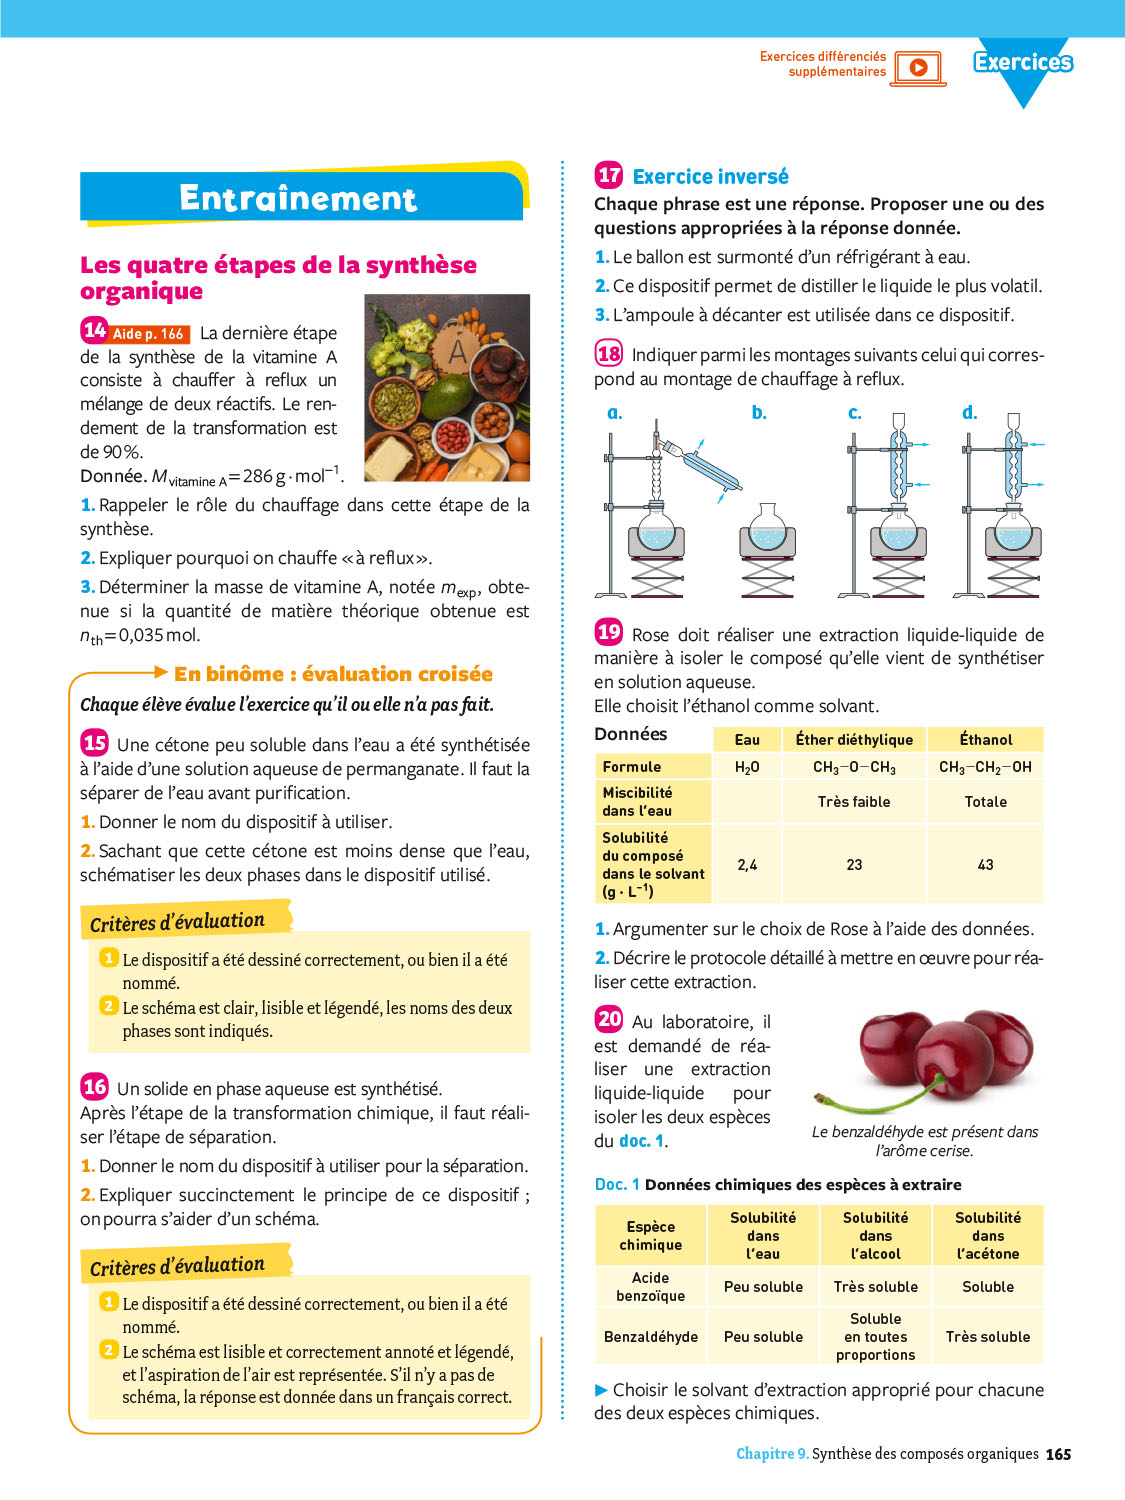 Exercices différenciés
supplémentaires
Exercices
Entraînement
Les quatre étapes de la synthèse
organique
14 Aide p. 166 La dernière étape
de la synthèse de la vitamine A
consiste à chauffer à reflux un
mélange de deux réactifs. Le ren-
dement de la transformation est
de 90 %.
Donnée. M vitamine A = 286 g · mol⁻¹.
A
1. Rappeler le rôle du chauffage dans cette étape de la
synthèse.
2. Expliquer pourquoi on chauffe « à reflux ».
3. Déterminer la masse de vitamine A, notée mexp, obte-
nue si la quantité de matière théorique obtenue est
nth = 0,035 mol.
En binôme : évaluation croisée
Chaque élève évalue l'exercice qu'il ou elle n'a pas fait.
15 Une cétone peu soluble dans l'eau a été synthétisée
à l'aide d'une solution aqueuse de permanganate. Il faut la
séparer de l'eau avant purification.
1. Donner le nom du dispositif à utiliser.
2. Sachant que cette cétone est moins dense que l'eau,
schématiser les deux phases dans le dispositif utilisé.
Critères d'évaluation
1 Le dispositif a été dessiné correctement, ou bien il a été
nommé.
2 Le schéma est clair, lisible et légendé, les noms des deux
phases sont indiqués.
16 Un solide en phase aqueuse est synthétisé.
Après l'étape de la transformation chimique, il faut réali-
ser l'étape de séparation.
1. Donner le nom du dispositif à utiliser pour la séparation.
2. Expliquer succinctement le principe de ce dispositif ;
on pourra s'aider d'un schéma.
Critères d'évaluation
1 Le dispositif a été dessiné correctement, ou bien il a été
nommé.
2 Le schéma est lisible et correctement annoté et légendé,
et l'aspiration de l'air est représentée. S'il n'y a pas de
schéma, la réponse est donnée dans un français correct.
17 Exercice inversé
Chaque phrase est une réponse. Proposer une ou des
questions appropriées à la réponse donnée.
1. Le ballon est surmonté d'un réfrigérant à eau.
2. Ce dispositif permet de distiller le liquide le plus volatil.
3. L'ampoule à décanter est utilisée dans ce dispositif.
18 Indiquer parmi les montages suivants celui qui corres-
pond au montage de chauffage à reflux.
a. b. c. d.
19 Rose doit réaliser une extraction liquide-liquide de
manière à isoler le composé qu'elle vient de synthétiser
en solution aqueuse.
Elle choisit l'éthanol comme solvant.
Données
Eau Éther diéthylique Éthanol
Formule H₂O CH₃–O–CH₃ CH₃–CH₂–OH
Miscibilité
dans l'eau Très faible Totale
Solubilité
du composé
dans le solvant
(g · L⁻¹) 2,4 23 43
1. Argumenter sur le choix de Rose à l'aide des données.
2. Décrire le protocole détaillé à mettre en œuvre pour réa-
liser cette extraction.
20 Au laboratoire, il
est demandé de réa-
liser une extraction
liquide-liquide pour
isoler les deux espèces
du doc. 1.
Le benzaldéhyde est présent dans
l'arôme cerise.
Doc. 1 Données chimiques des espèces à extraire
Espèce
chimique
Solubilité
dans
l'eau
Solubilité
dans
l'alcool
Solubilité
dans
l'acétone
Acide
benzoïque Peu soluble Très soluble Soluble
Benzaldéhyde Peu soluble
Soluble
en toutes
proportions
Très soluble
▶ Choisir le solvant d'extraction approprié pour chacune
des deux espèces chimiques.
Chapitre 9. Synthèse des composés organiques 165